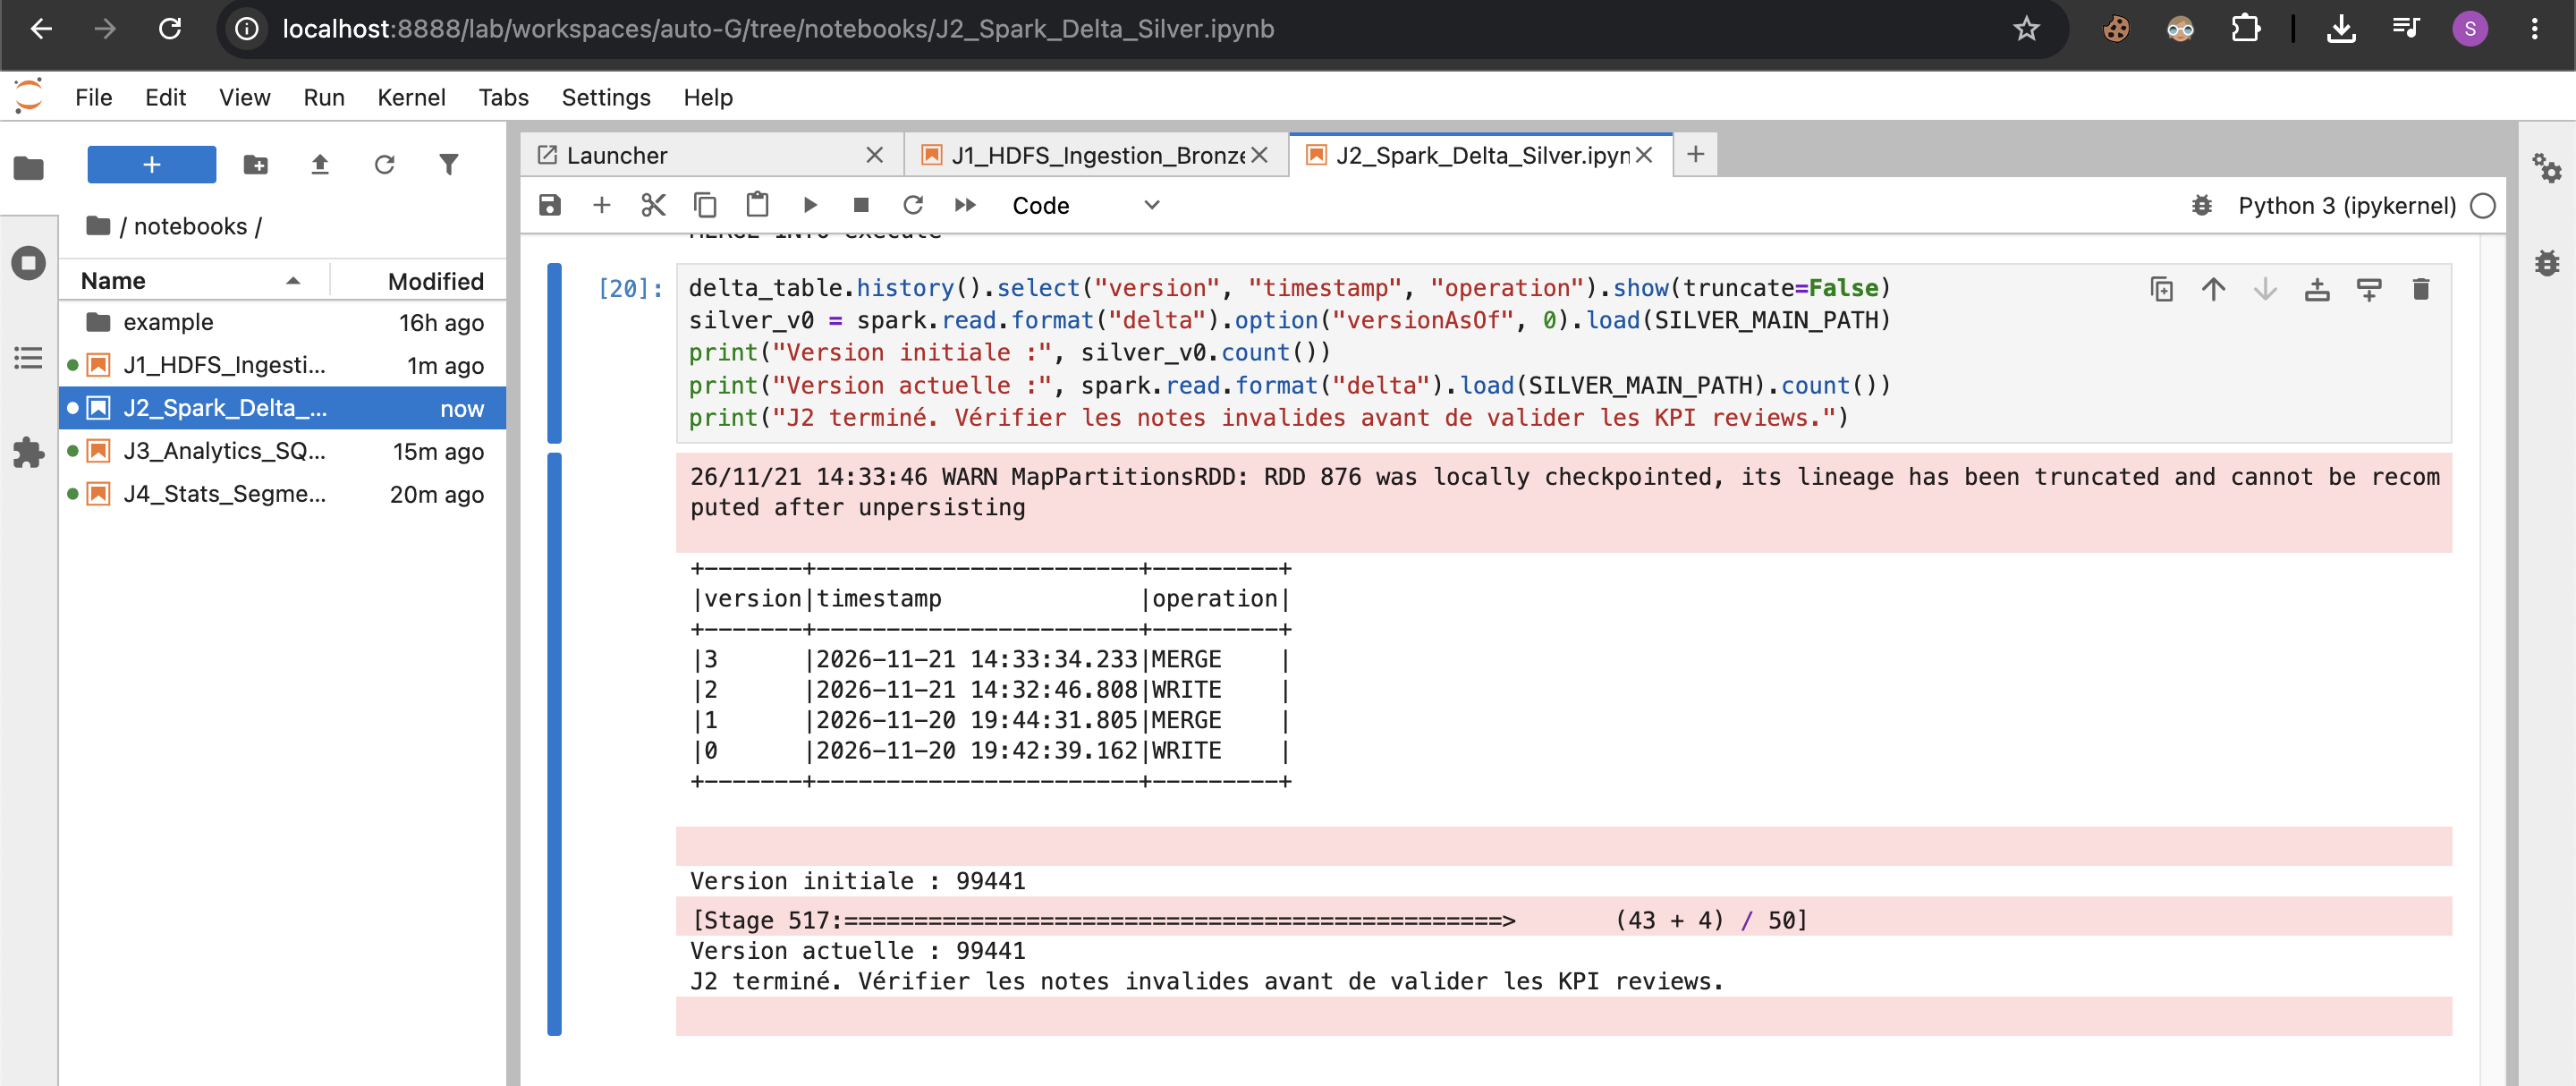 localhost:8888/lab/workspaces/auto-G/tree/notebooks/J2_Spark_Delta_Silver.ipynb
S
File Edit View Run Kernel Tabs Settings Help
+
/ notebooks /
Name Modified
example 16h ago
J1_HDFS_Ingesti... 1m ago
J2_Spark_Delta_... now
J3_Analytics_SQ... 15m ago
J4_Stats_Segme... 20m ago
Launcher
J1_HDFS_Ingestion_Bronze
J2_Spark_Delta_Silver.ipyn
Code
Python 3 (ipykernel)
MERGE INTO exécuté
[20]:
delta_table.history().select("version", "timestamp", "operation").show(truncate=False)
silver_v0 = spark.read.format("delta").option("versionAsOf", 0).load(SILVER_MAIN_PATH)
print("Version initiale :", silver_v0.count())
print("Version actuelle :", spark.read.format("delta").load(SILVER_MAIN_PATH).count())
print("J2 terminé. Vérifier les notes invalides avant de valider les KPI reviews.")
26/11/21 14:33:46 WARN MapPartitionsRDD: RDD 876 was locally checkpointed, its lineage has been truncated and cannot be recom
puted after unpersisting
+-------+-----------------------+---------+
|version|timestamp              |operation|
+-------+-----------------------+---------+
|3      |2026-11-21 14:33:34.233|MERGE    |
|2      |2026-11-21 14:32:46.808|WRITE    |
|1      |2026-11-20 19:44:31.805|MERGE    |
|0      |2026-11-20 19:42:39.162|WRITE    |
+-------+-----------------------+---------+
Version initiale : 99441
[Stage 517:===============================================>       (43 + 4) / 50]
Version actuelle : 99441
J2 terminé. Vérifier les notes invalides avant de valider les KPI reviews.